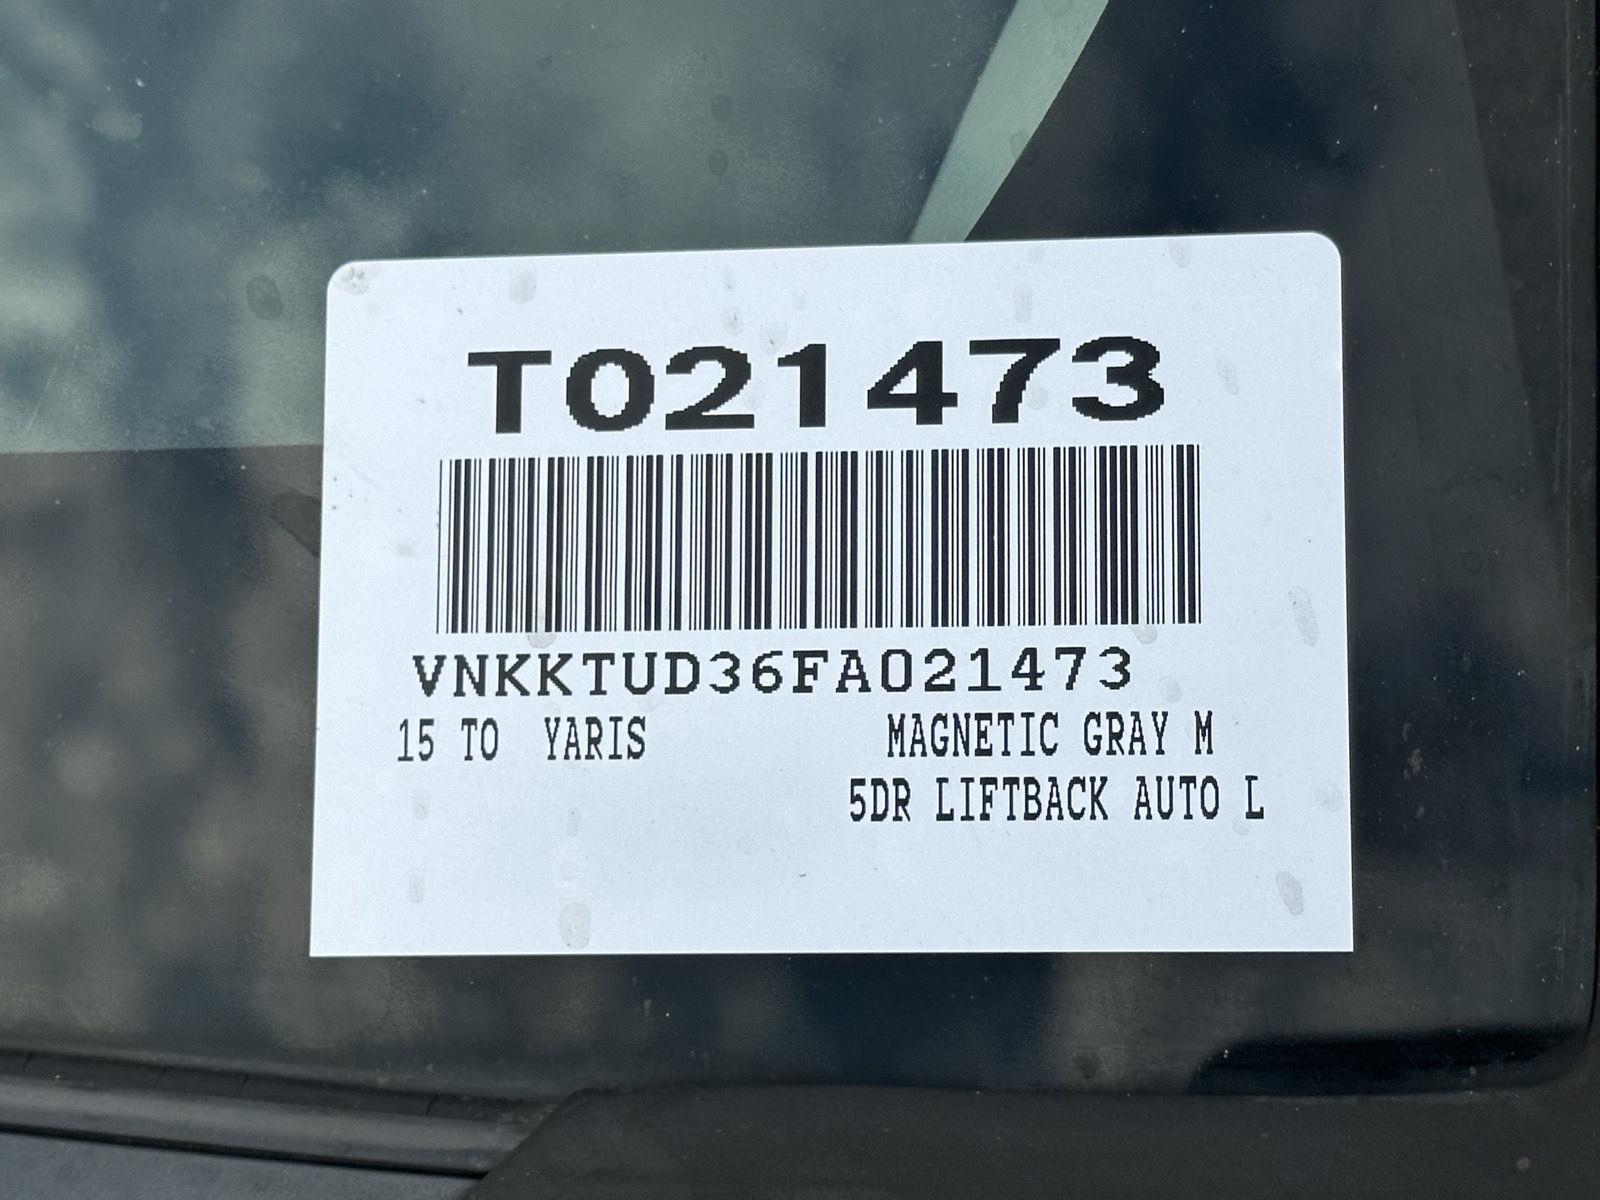 T021473
VNKKTUD36FA021473
15 TO YARIS MAGNETIC GRAY M
5DR LIFTBACK AUTO L